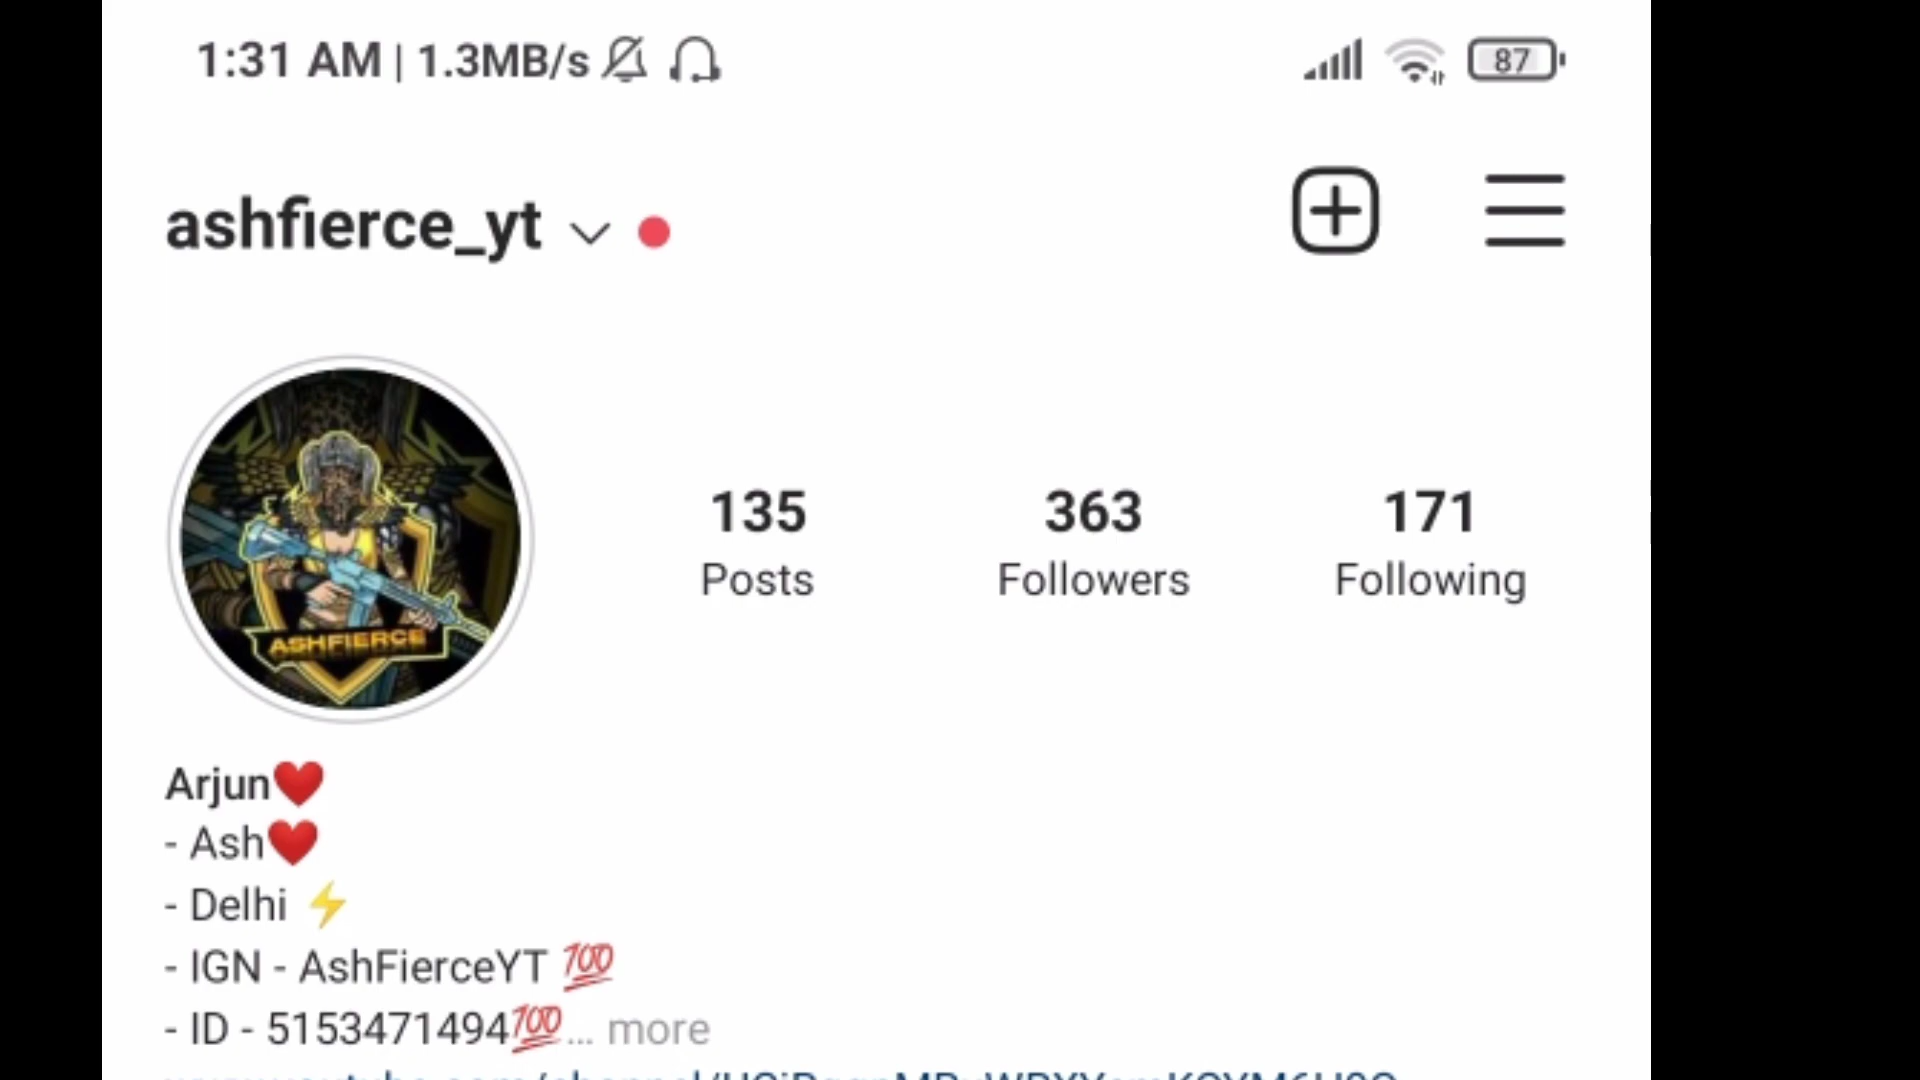 1:31 AM | 1.3MB/s 87
ashfierce_yt
ASHFIERCE
135 363 171
Posts Followers Following
Arjun❤️
- Ash❤️
- Delhi ⚡
- IGN - AshFierceYT 💯
- ID - 5153471494💯... more